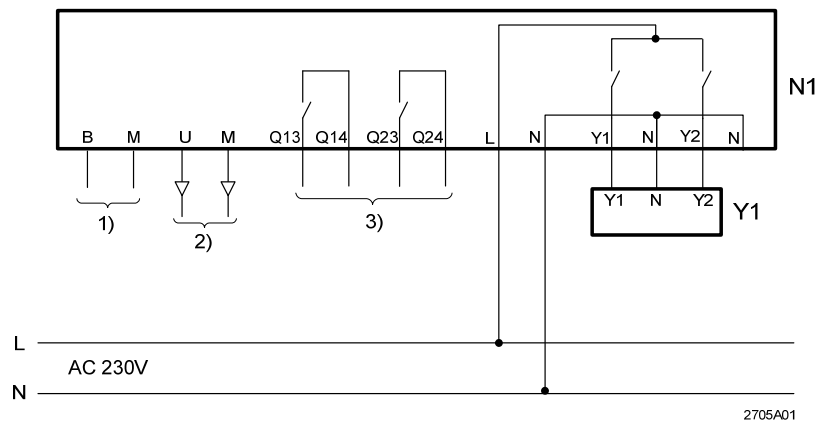 N1
B M U M Q13 Q14 Q23 Q24 L N Y1 N Y2 N
1) 2) 3)
Y1 N Y2
Y1
L
AC 230V
N
2705A01